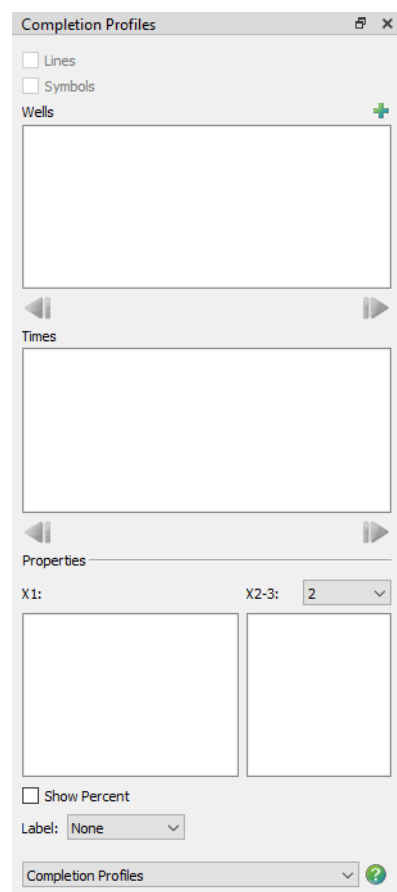 Completion Profiles
Lines
Symbols
Wells
Times
Properties
X1: X2-3: 2
Show Percent
Label: None
Completion Profiles